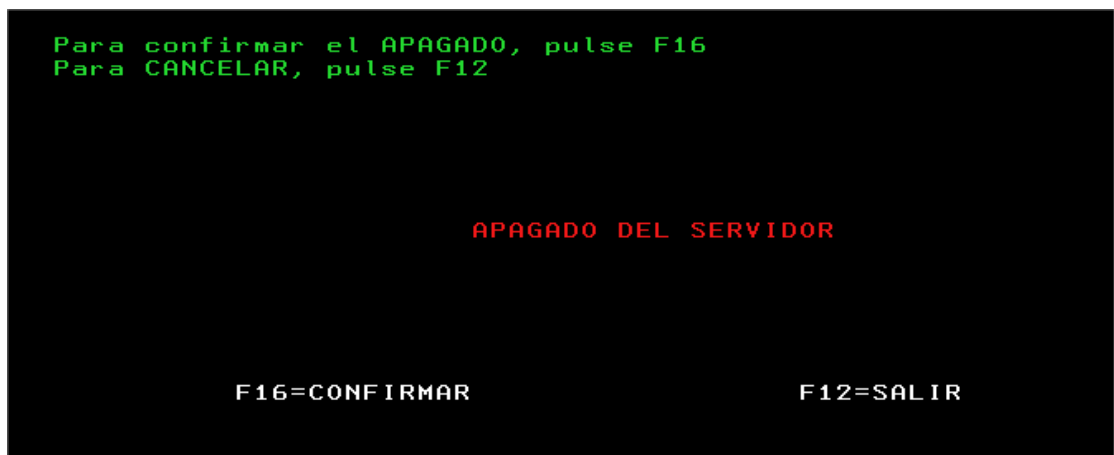 Para confirmar el APAGADO, pulse F16
Para CANCELAR, pulse F12
APAGADO DEL SERVIDOR
F16=CONFIRMAR F12=SALIR